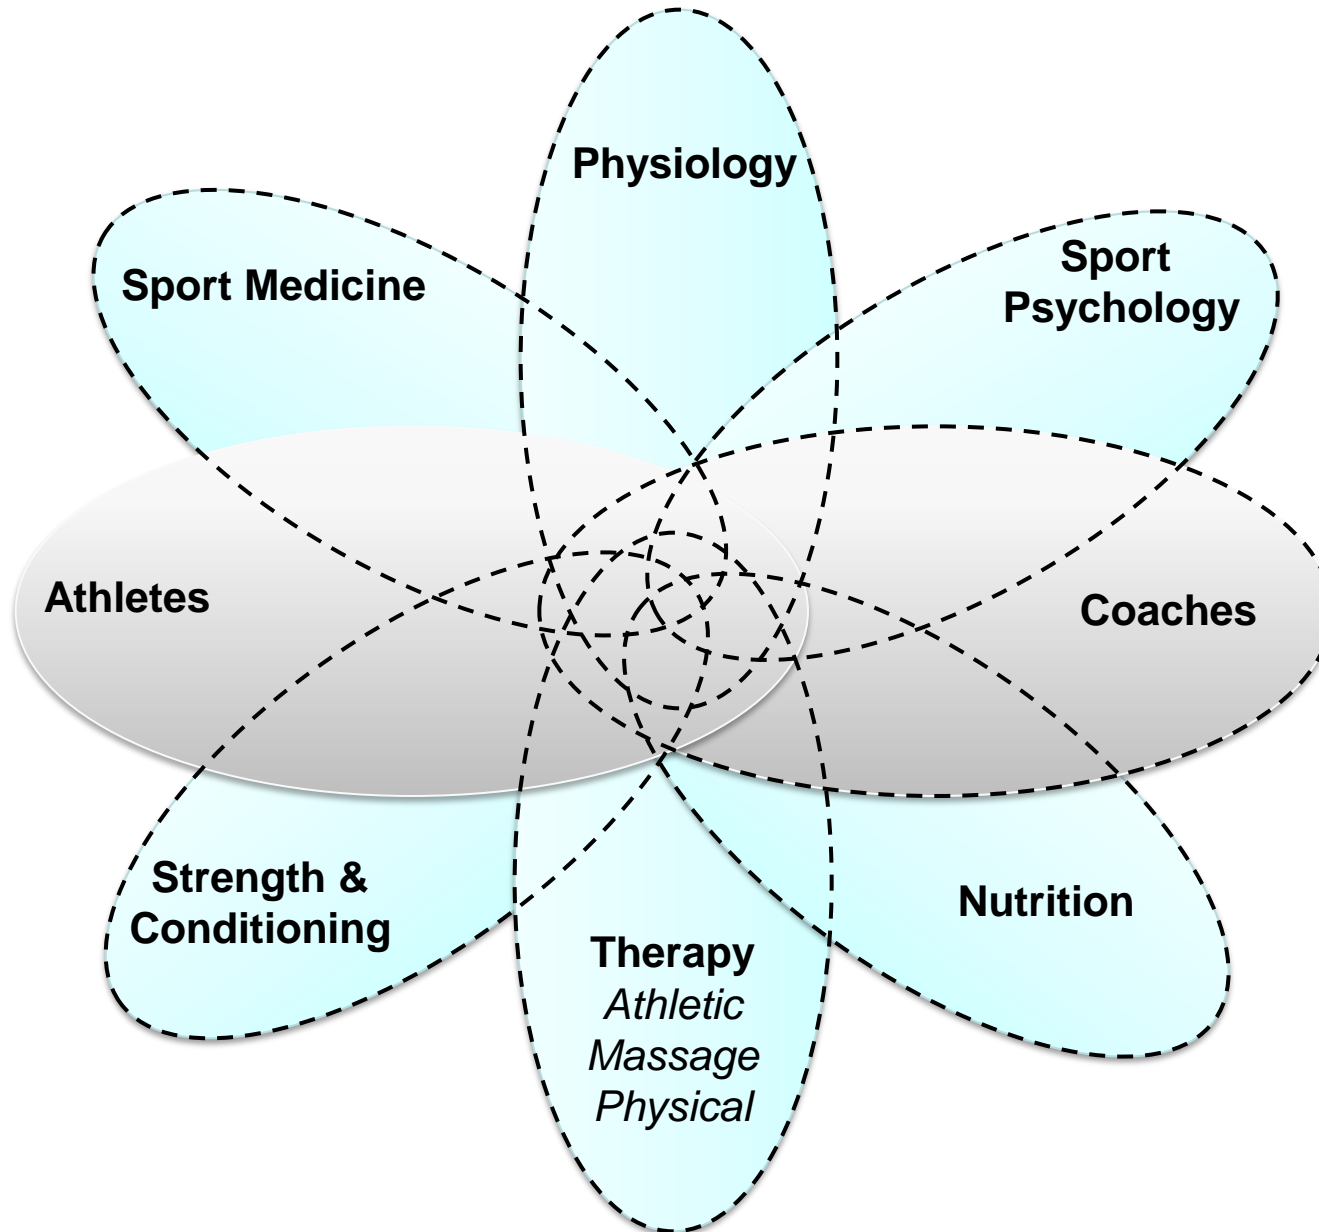 Physiology
Sport Medicine
Sport
Psychology
Athletes
Coaches
Strength &
Conditioning
Nutrition
Therapy
Athletic
Massage
Physical